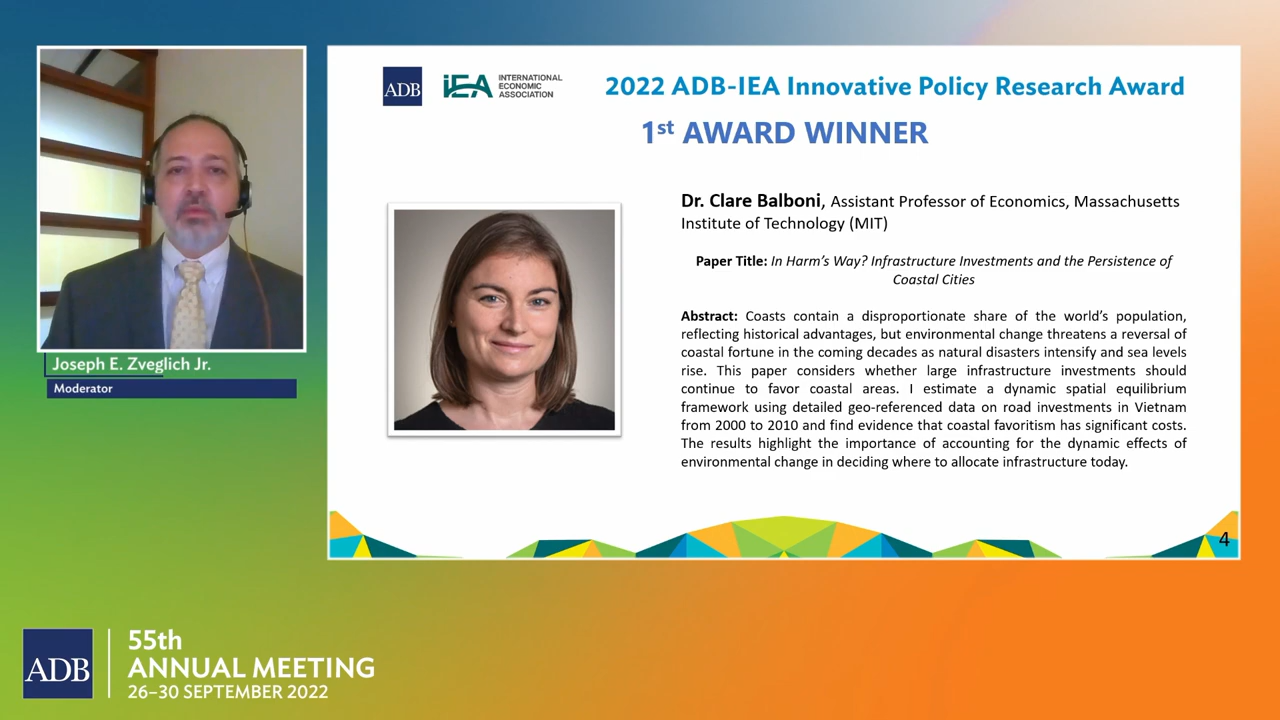 ADB
iEA
INTERNATIONAL
ECONOMIC
ASSOCIATION
2022 ADB-IEA Innovative Policy Research Award
1st AWARD WINNER
Dr. Clare Balboni, Assistant Professor of Economics, Massachusetts
Institute of Technology (MIT)
Paper Title: In Harm's Way? Infrastructure Investments and the Persistence of
Coastal Cities
Abstract: Coasts contain a disproportionate share of the world's population,
reflecting historical advantages, but environmental change threatens a reversal of
coastal fortune in the coming decades as natural disasters intensify and sea levels
rise. This paper considers whether large infrastructure investments should
continue to favor coastal areas. I estimate a dynamic spatial equilibrium
framework using detailed geo-referenced data on road investments in Vietnam
from 2000 to 2010 and find evidence that coastal favoritism has significant costs.
The results highlight the importance of accounting for the dynamic effects of
environmental change in deciding where to allocate infrastructure today.
4
Joseph E. Zveglich Jr.
Moderator
ADB
55th
ANNUAL MEETING
26–30 SEPTEMBER 2022